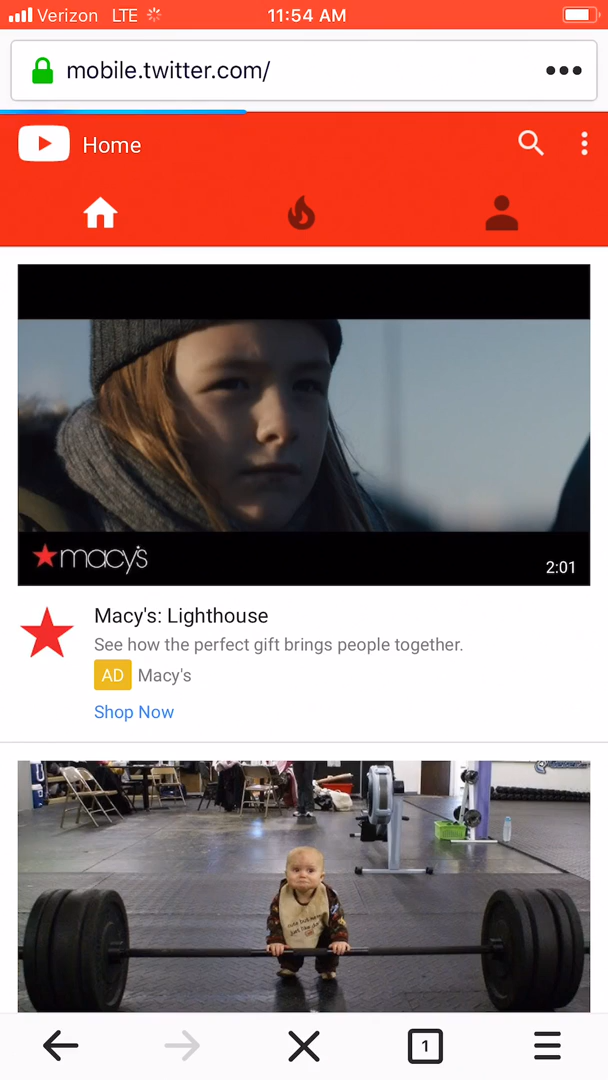 Verizon LTE 11:54 AM
mobile.twitter.com/
Home
macy's
2:01
Macy's: Lighthouse
See how the perfect gift brings people together.
AD Macy's
Shop Now
1